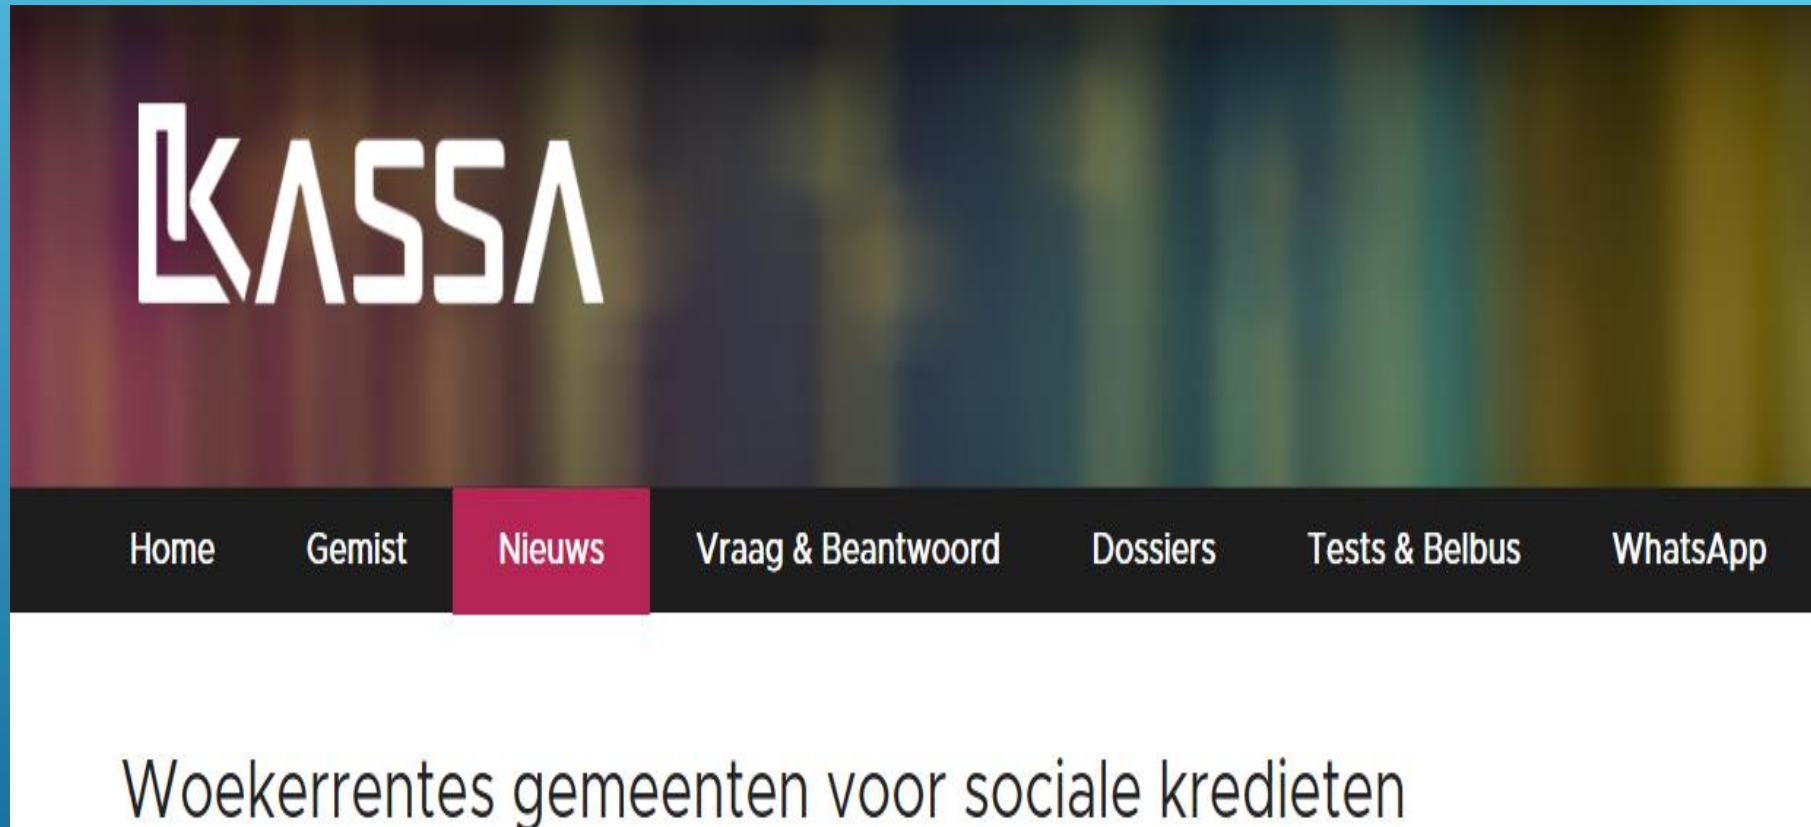 KASSA
Home Gemist Nieuws Vraag & Beantwoord Dossiers Tests & Belbus WhatsApp
Woekerrentes gemeenten voor sociale kredieten